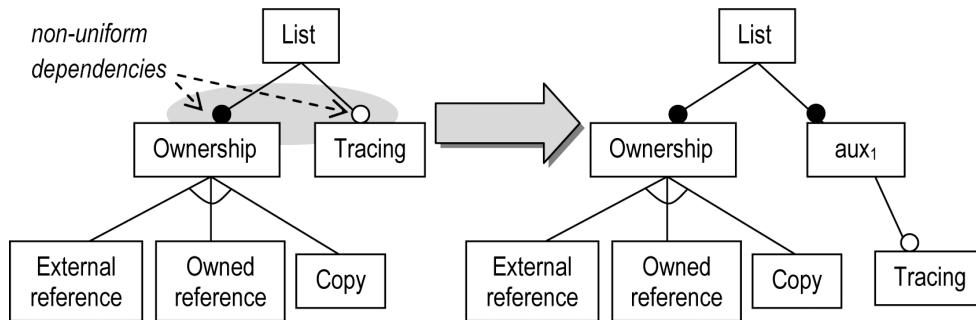 non-uniform
dependencies
List
Ownership
Tracing
External
reference
Owned
reference
Copy
List
Ownership
aux₁
External
reference
Owned
reference
Copy
Tracing